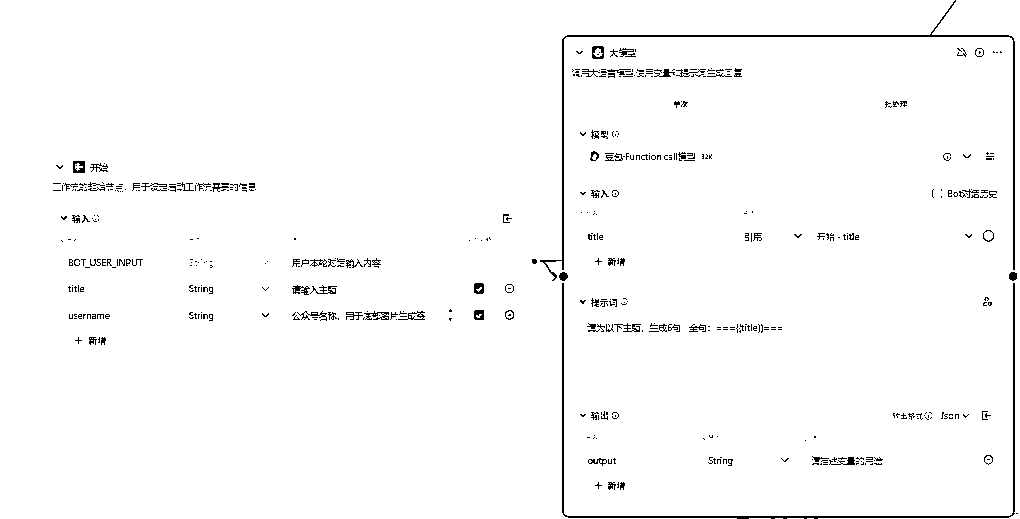 开始
工作流的起始节点，用于设定启动工作流需要的信息
输入
BOT_USER_INPUT String 用户本轮对话输入内容
title String 请输入主题
username String 公众号名称，用于底部图片生成签
+ 新增
大模型
调用大语言模型,使用变量和提示词生成回复
单次 批处理
模型
豆包·Function call模型 32K
输入 Bot对话历史
title 引用 开始 - title
+ 新增
提示词
请为以下主题，生成6句 金句：==={{title}}===
输出 输出格式 Json
output String 请描述变量的用途
+ 新增